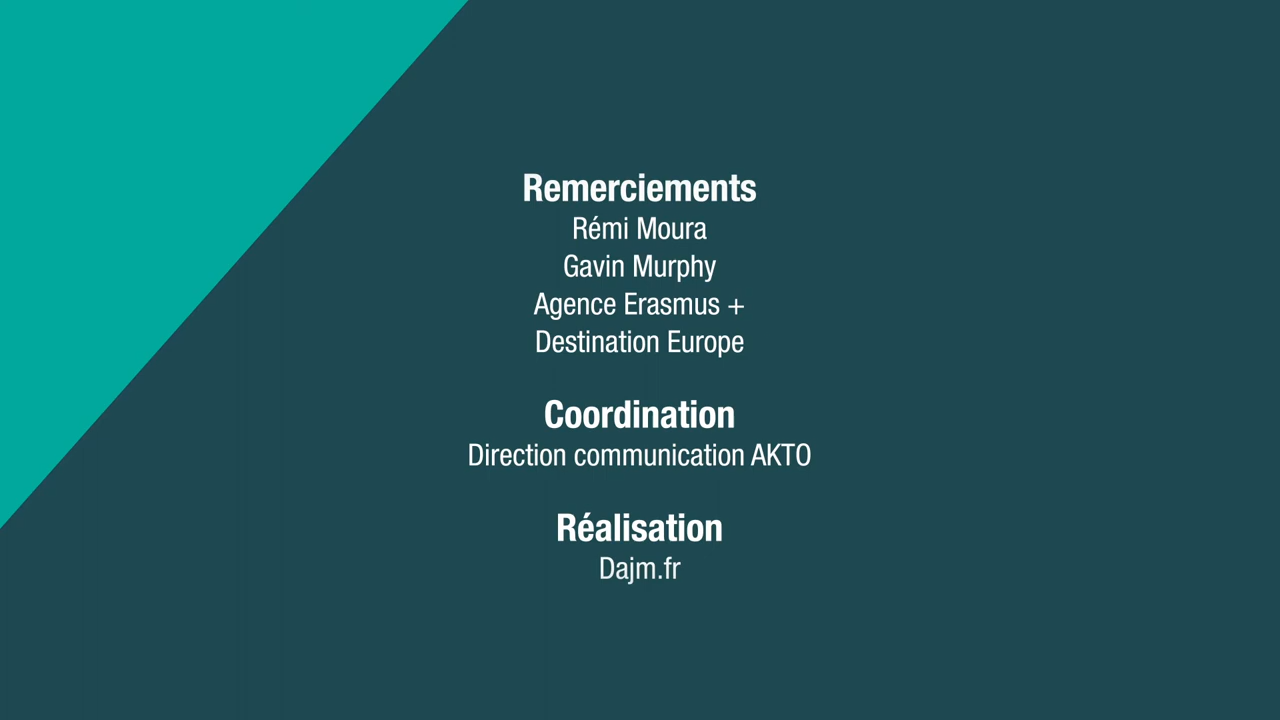 Remerciements
Rémi Moura
Gavin Murphy
Agence Erasmus +
Destination Europe
Coordination
Direction communication AKTO
Réalisation
Dajm.fr